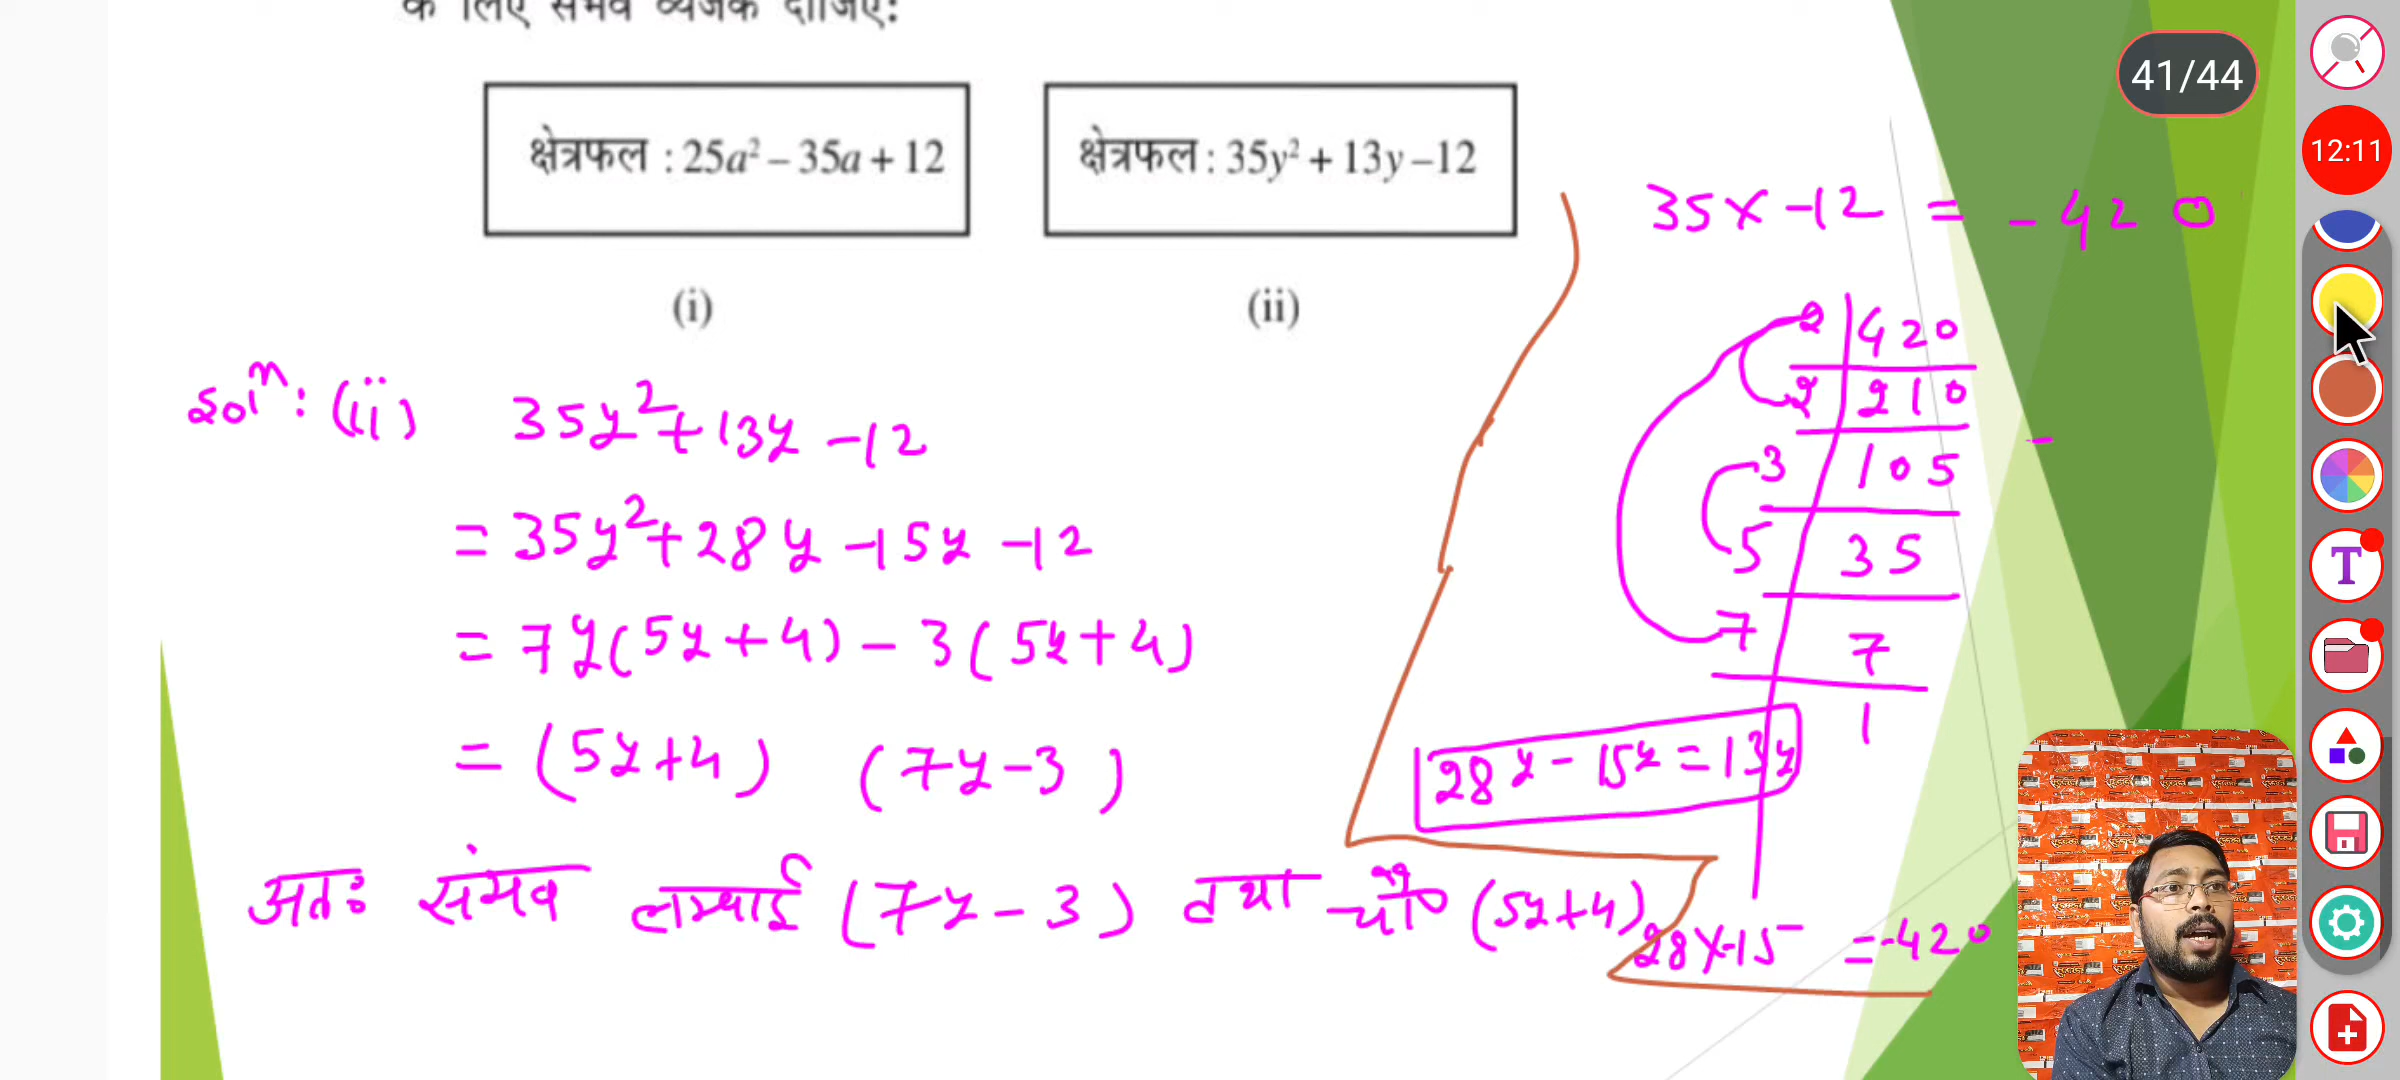 के लिए संभव व्यंजक दीजिए:
41/44
12:11
क्षेत्रफल : 25a² – 35a + 12
क्षेत्रफल : 35y² + 13y –12
(i)
(ii)
35 x -12 = - 420
2 | 420
2 | 210
3 | 105
5 | 35
7 | 7
1
solⁿ: (ii) 35y² + 13y - 12
= 35y² + 28y - 15y - 12
= 7y(5y + 4) - 3(5y + 4)
= (5y+4) (7y-3)
28y - 15y = 13y
अतः संभव लम्बाई (7y-3) तथा चौ० (5y+4)
28 x -15 = -420
T